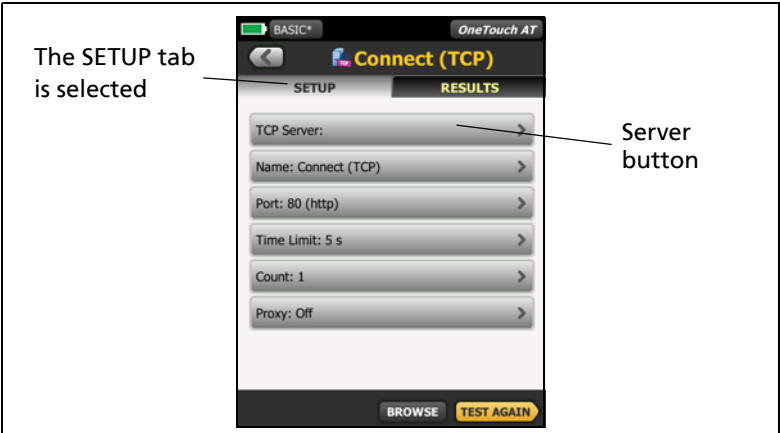 BASIC*
OneTouch AT
Connect (TCP)
The SETUP tab
is selected
SETUP
RESULTS
TCP Server:
Server
button
Name: Connect (TCP)
Port: 80 (http)
Time Limit: 5 s
Count: 1
Proxy: Off
BROWSE
TEST AGAIN